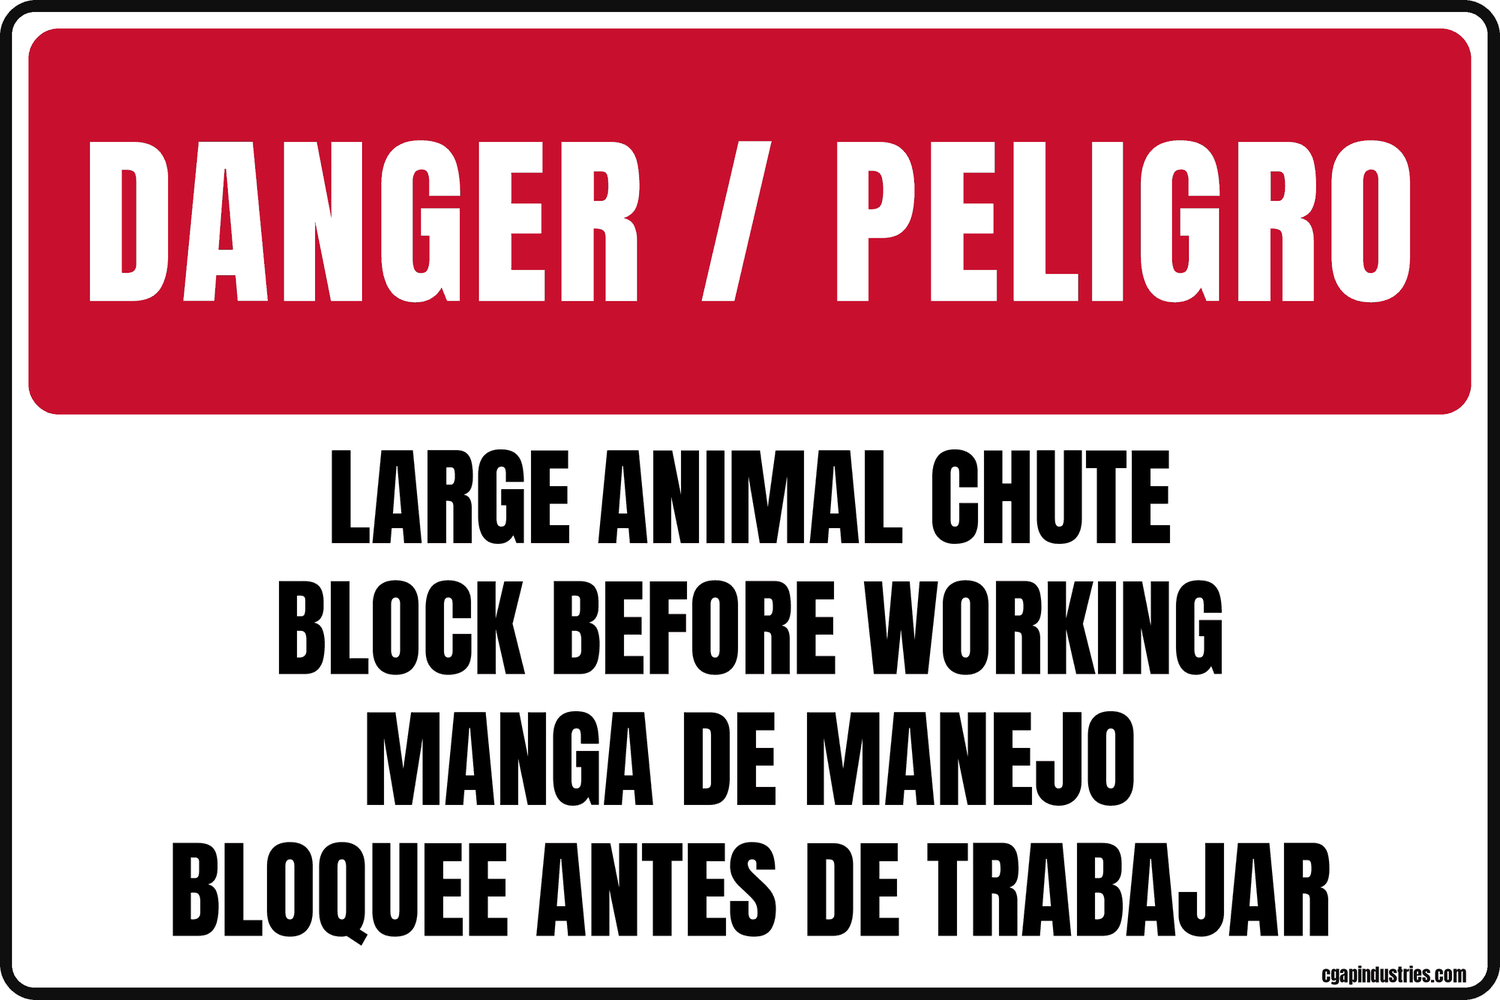 DANGER / PELIGRO
LARGE ANIMAL CHUTE
BLOCK BEFORE WORKING
MANGA DE MANEJO
BLOQUEE ANTES DE TRABAJAR
cgapindustries.com